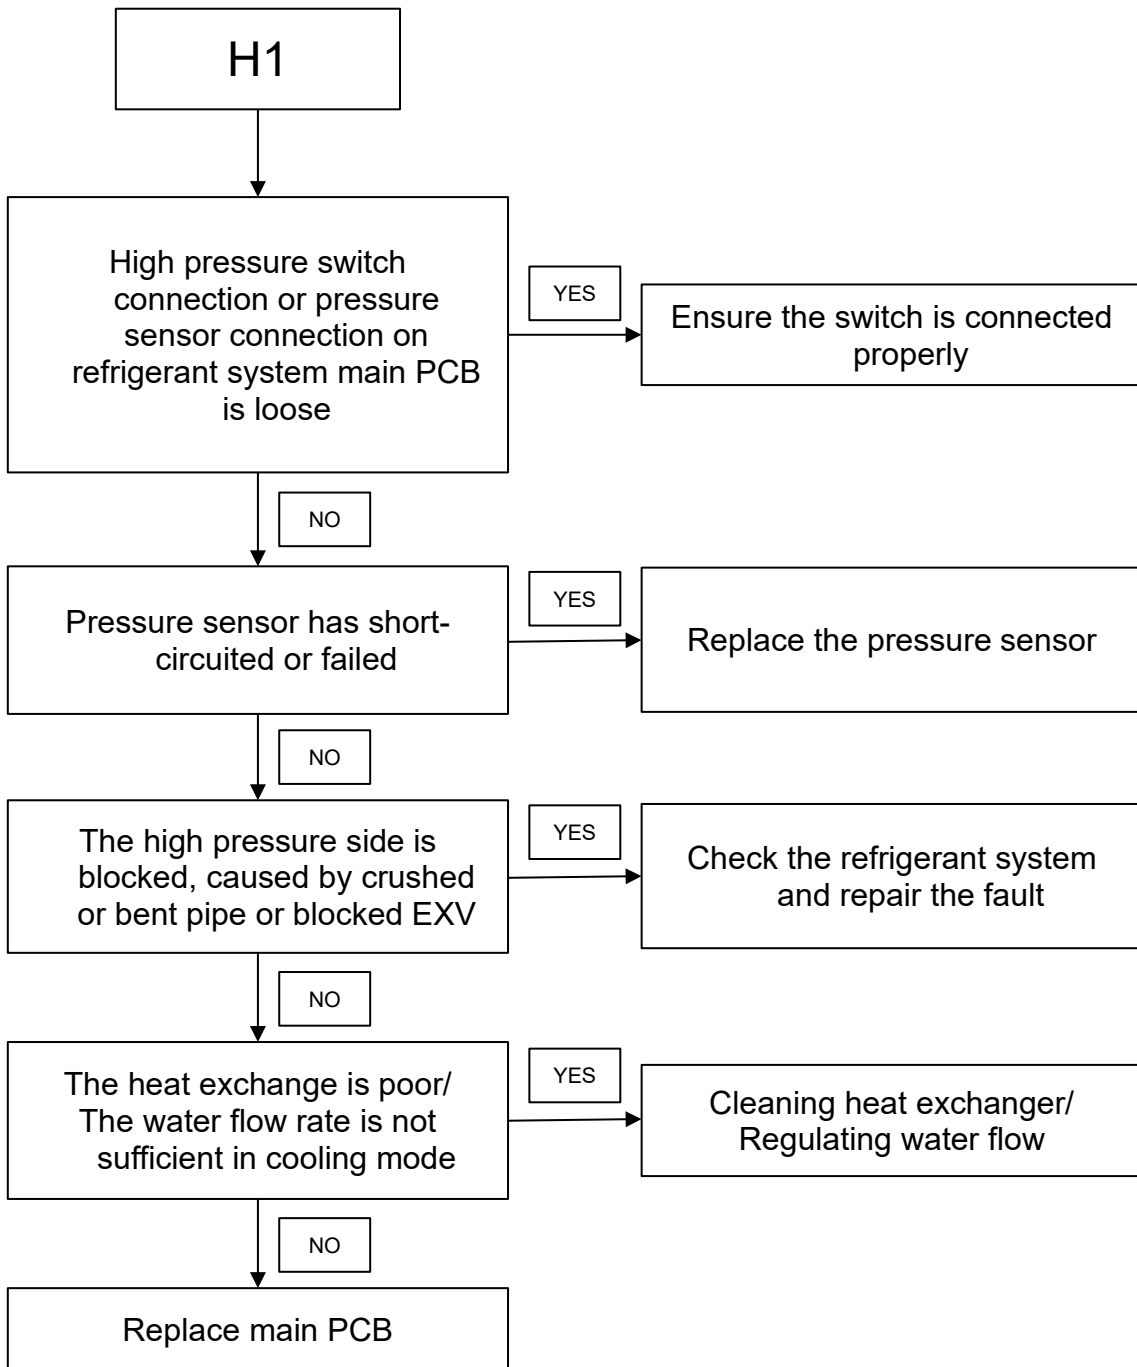 H1
High pressure switch
connection or pressure
sensor connection on
refrigerant system main PCB
is loose
YES
Ensure the switch is connected
properly
NO
Pressure sensor has short-
circuited or failed
YES
Replace the pressure sensor
NO
The high pressure side is
blocked, caused by crushed
or bent pipe or blocked EXV
YES
Check the refrigerant system
and repair the fault
NO
The heat exchange is poor/
The water flow rate is not
sufficient in cooling mode
YES
Cleaning heat exchanger/
Regulating water flow
NO
Replace main PCB